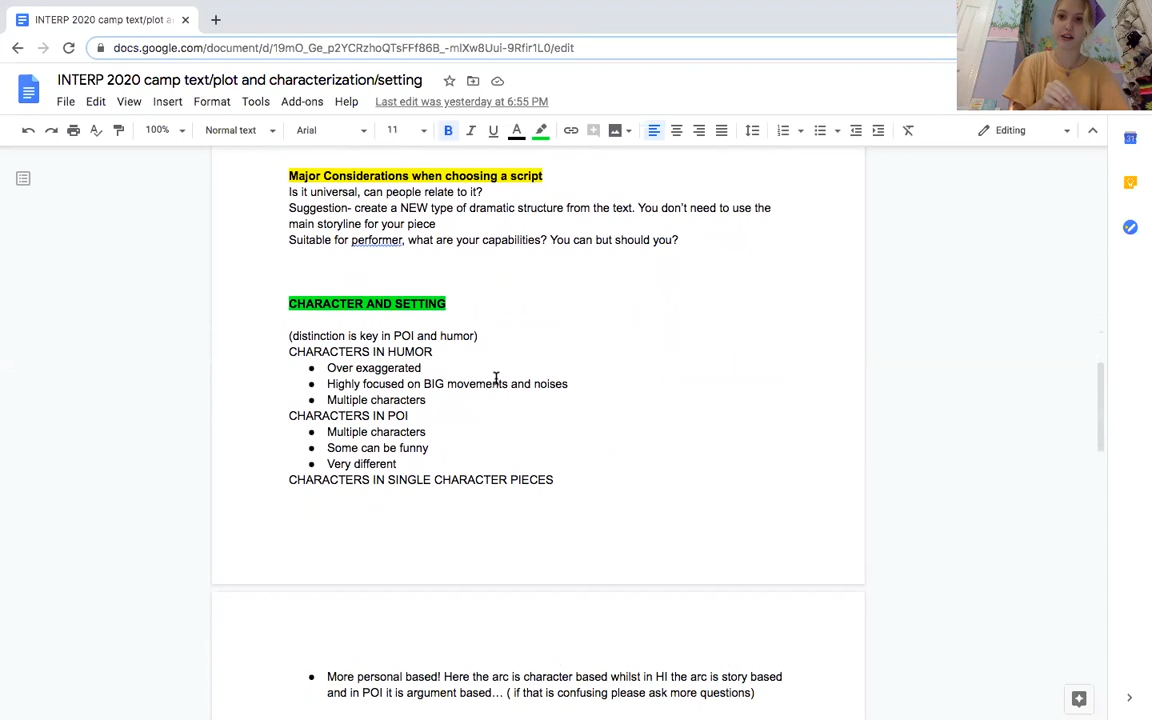 INTERP 2020 camp text/plot a
docs.google.com/document/d/19mO_Ge_p2YCRzhoQTsFFf86B_-mIXw8Uui-9Rfir1L0/edit
INTERP 2020 camp text/plot and characterization/setting
File Edit View Insert Format Tools Add-ons Help Last edit was yesterday at 6:55 PM
100% Normal text Arial 11 B I U A Editing
Major Considerations when choosing a script
Is it universal, can people relate to it?
Suggestion- create a NEW type of dramatic structure from the text. You don't need to use the
main storyline for your piece
Suitable for performer, what are your capabilities? You can but should you?
CHARACTER AND SETTING
(distinction is key in POI and humor)
CHARACTERS IN HUMOR
● Over exaggerated
● Highly focused on BIG movements and noises
● Multiple characters
CHARACTERS IN POI
● Multiple characters
● Some can be funny
● Very different
CHARACTERS IN SINGLE CHARACTER PIECES
● More personal based! Here the arc is character based whilst in HI the arc is story based
and in POI it is argument based... ( if that is confusing please ask more questions)